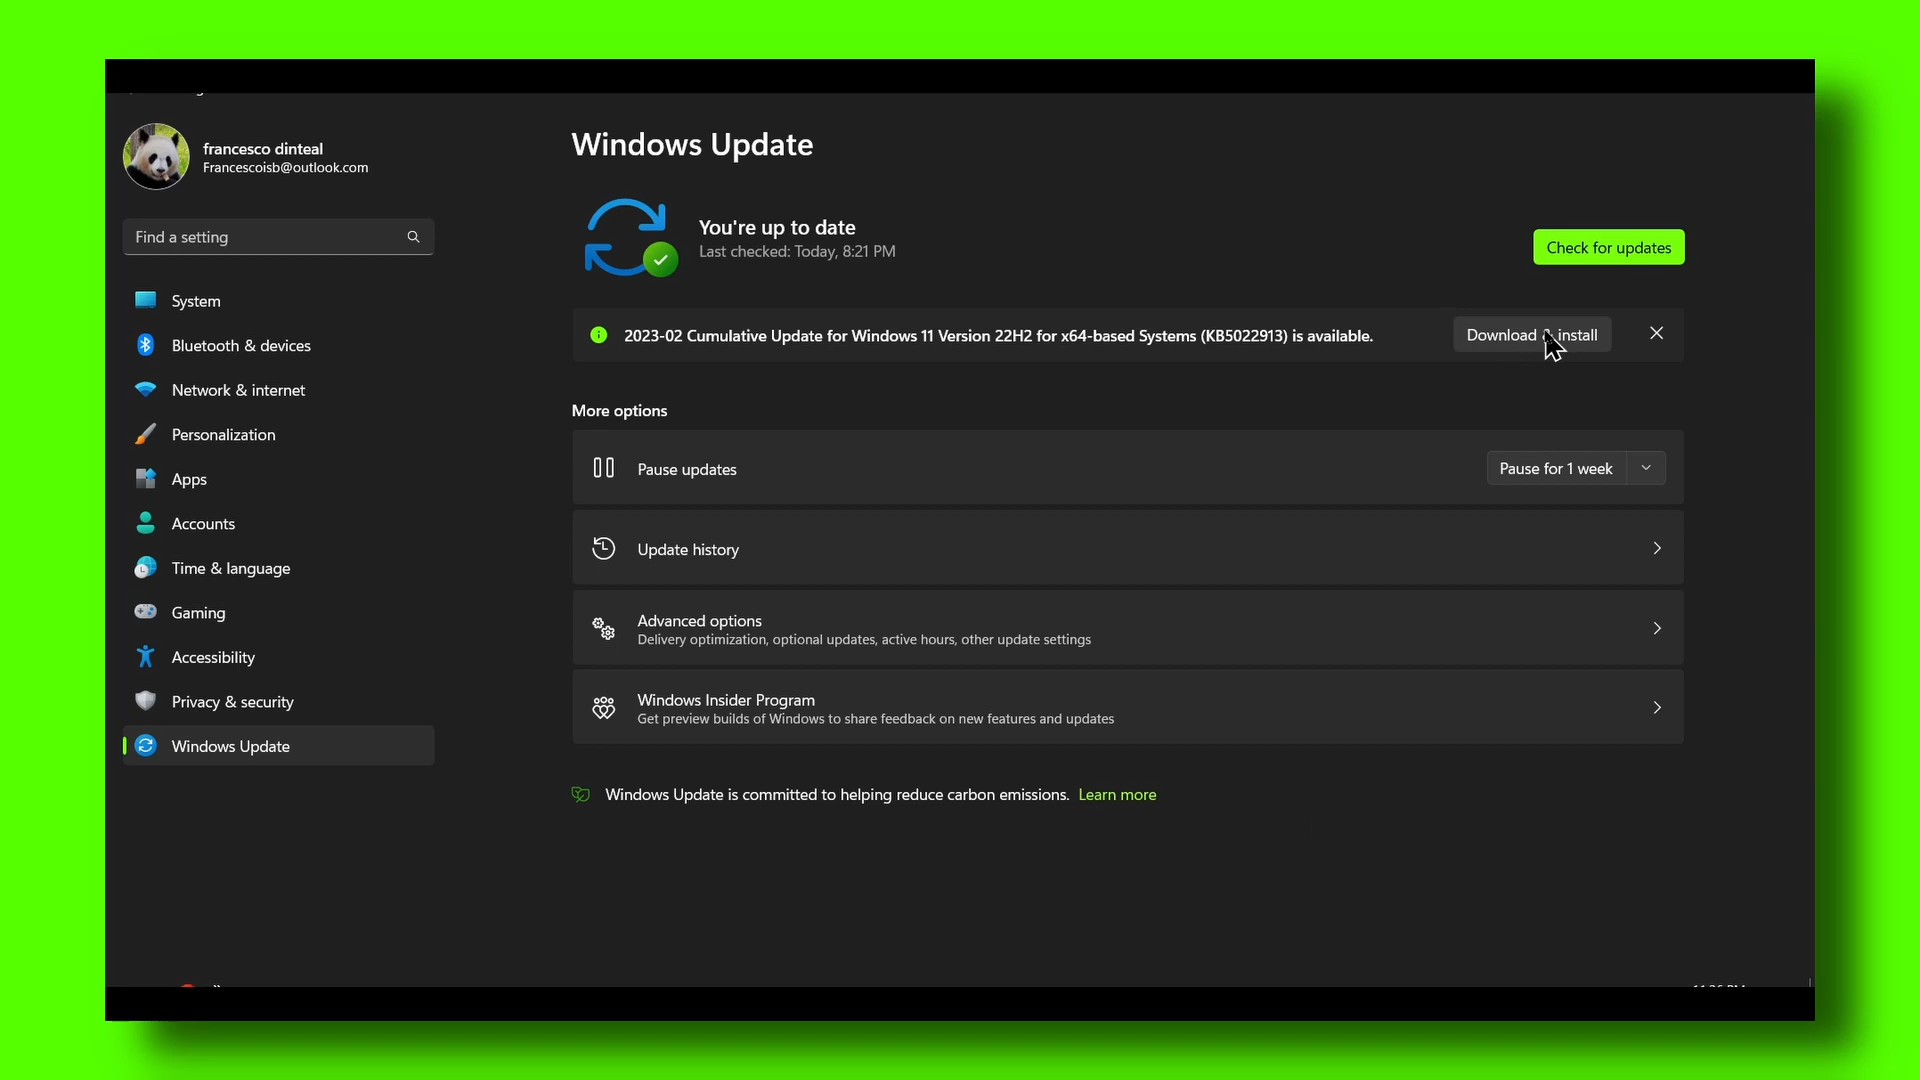 francesco dinteal
Francescoisb@outlook.com
Find a setting
System
Bluetooth & devices
Network & internet
Personalization
Apps
Accounts
Time & language
Gaming
Accessibility
Privacy & security
Windows Update
Windows Update
You're up to date
Last checked: Today, 8:21 PM
Check for updates
2023-02 Cumulative Update for Windows 11 Version 22H2 for x64-based Systems (KB5022913) is available.
Download & install
More options
Pause updates
Pause for 1 week
Update history
Advanced options
Delivery optimization, optional updates, active hours, other update settings
Windows Insider Program
Get preview builds of Windows to share feedback on new features and updates
Windows Update is committed to helping reduce carbon emissions. Learn more